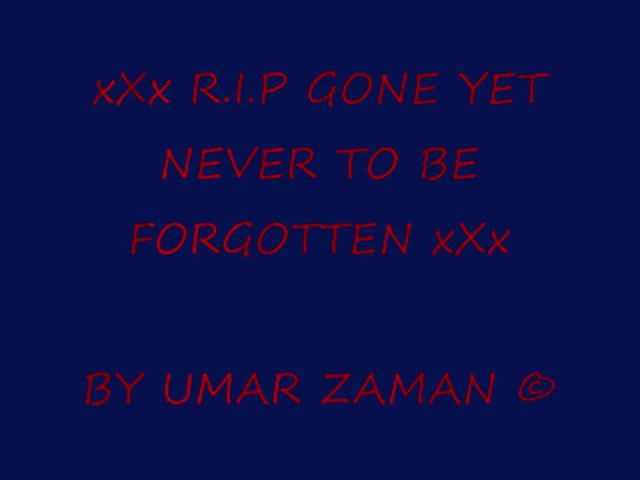 xXx R.I.P GONE YET
NEVER TO BE
FORGOTTEN xXx
BY UMAR ZAMAN ©